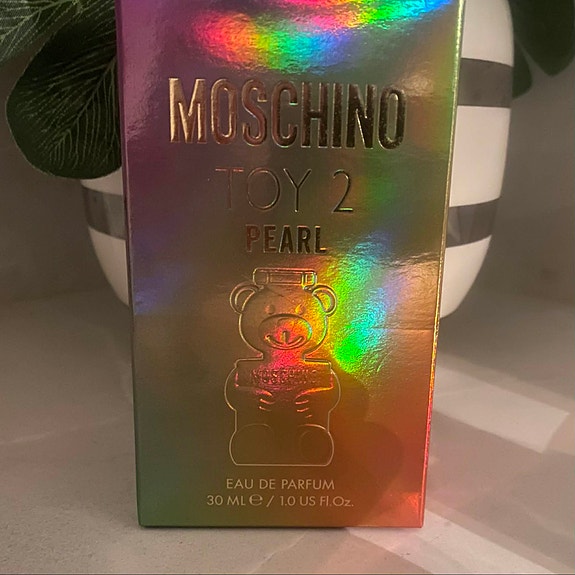 MOSCHINO
TOY 2
PEARL
MOSCHINO
EAU DE PARFUM
30 ML ℮ / 1.0 US Fl.Oz.